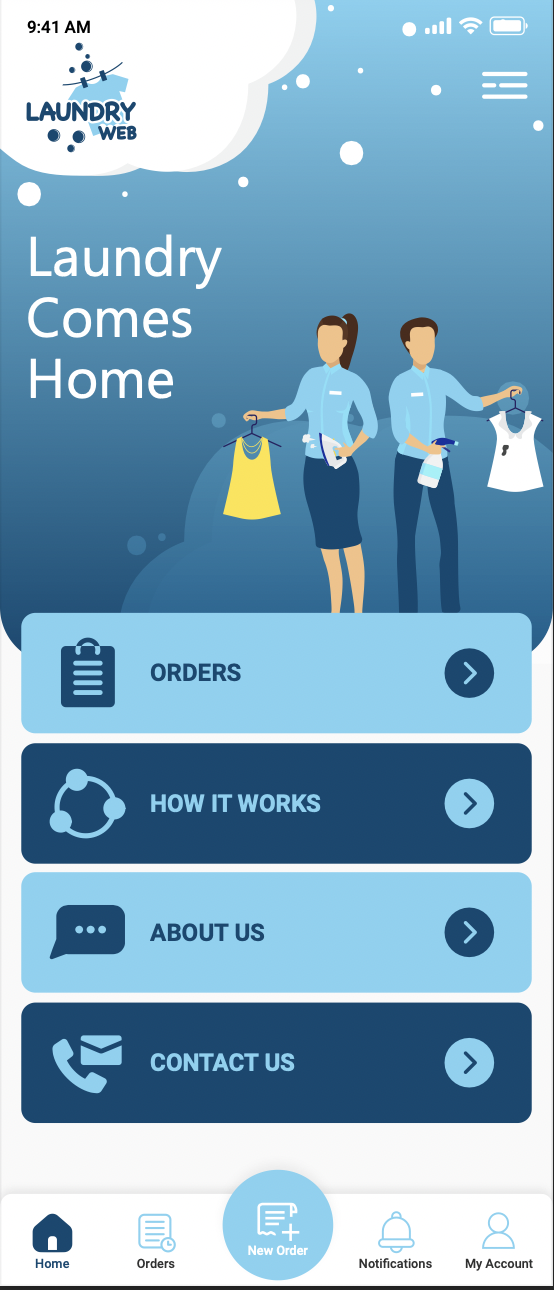 9:41 AM
LAUNDRY
WEB
Laundry
Comes
Home
ORDERS
HOW IT WORKS
ABOUT US
CONTACT US
New Order
Home
Orders
Notifications
My Account